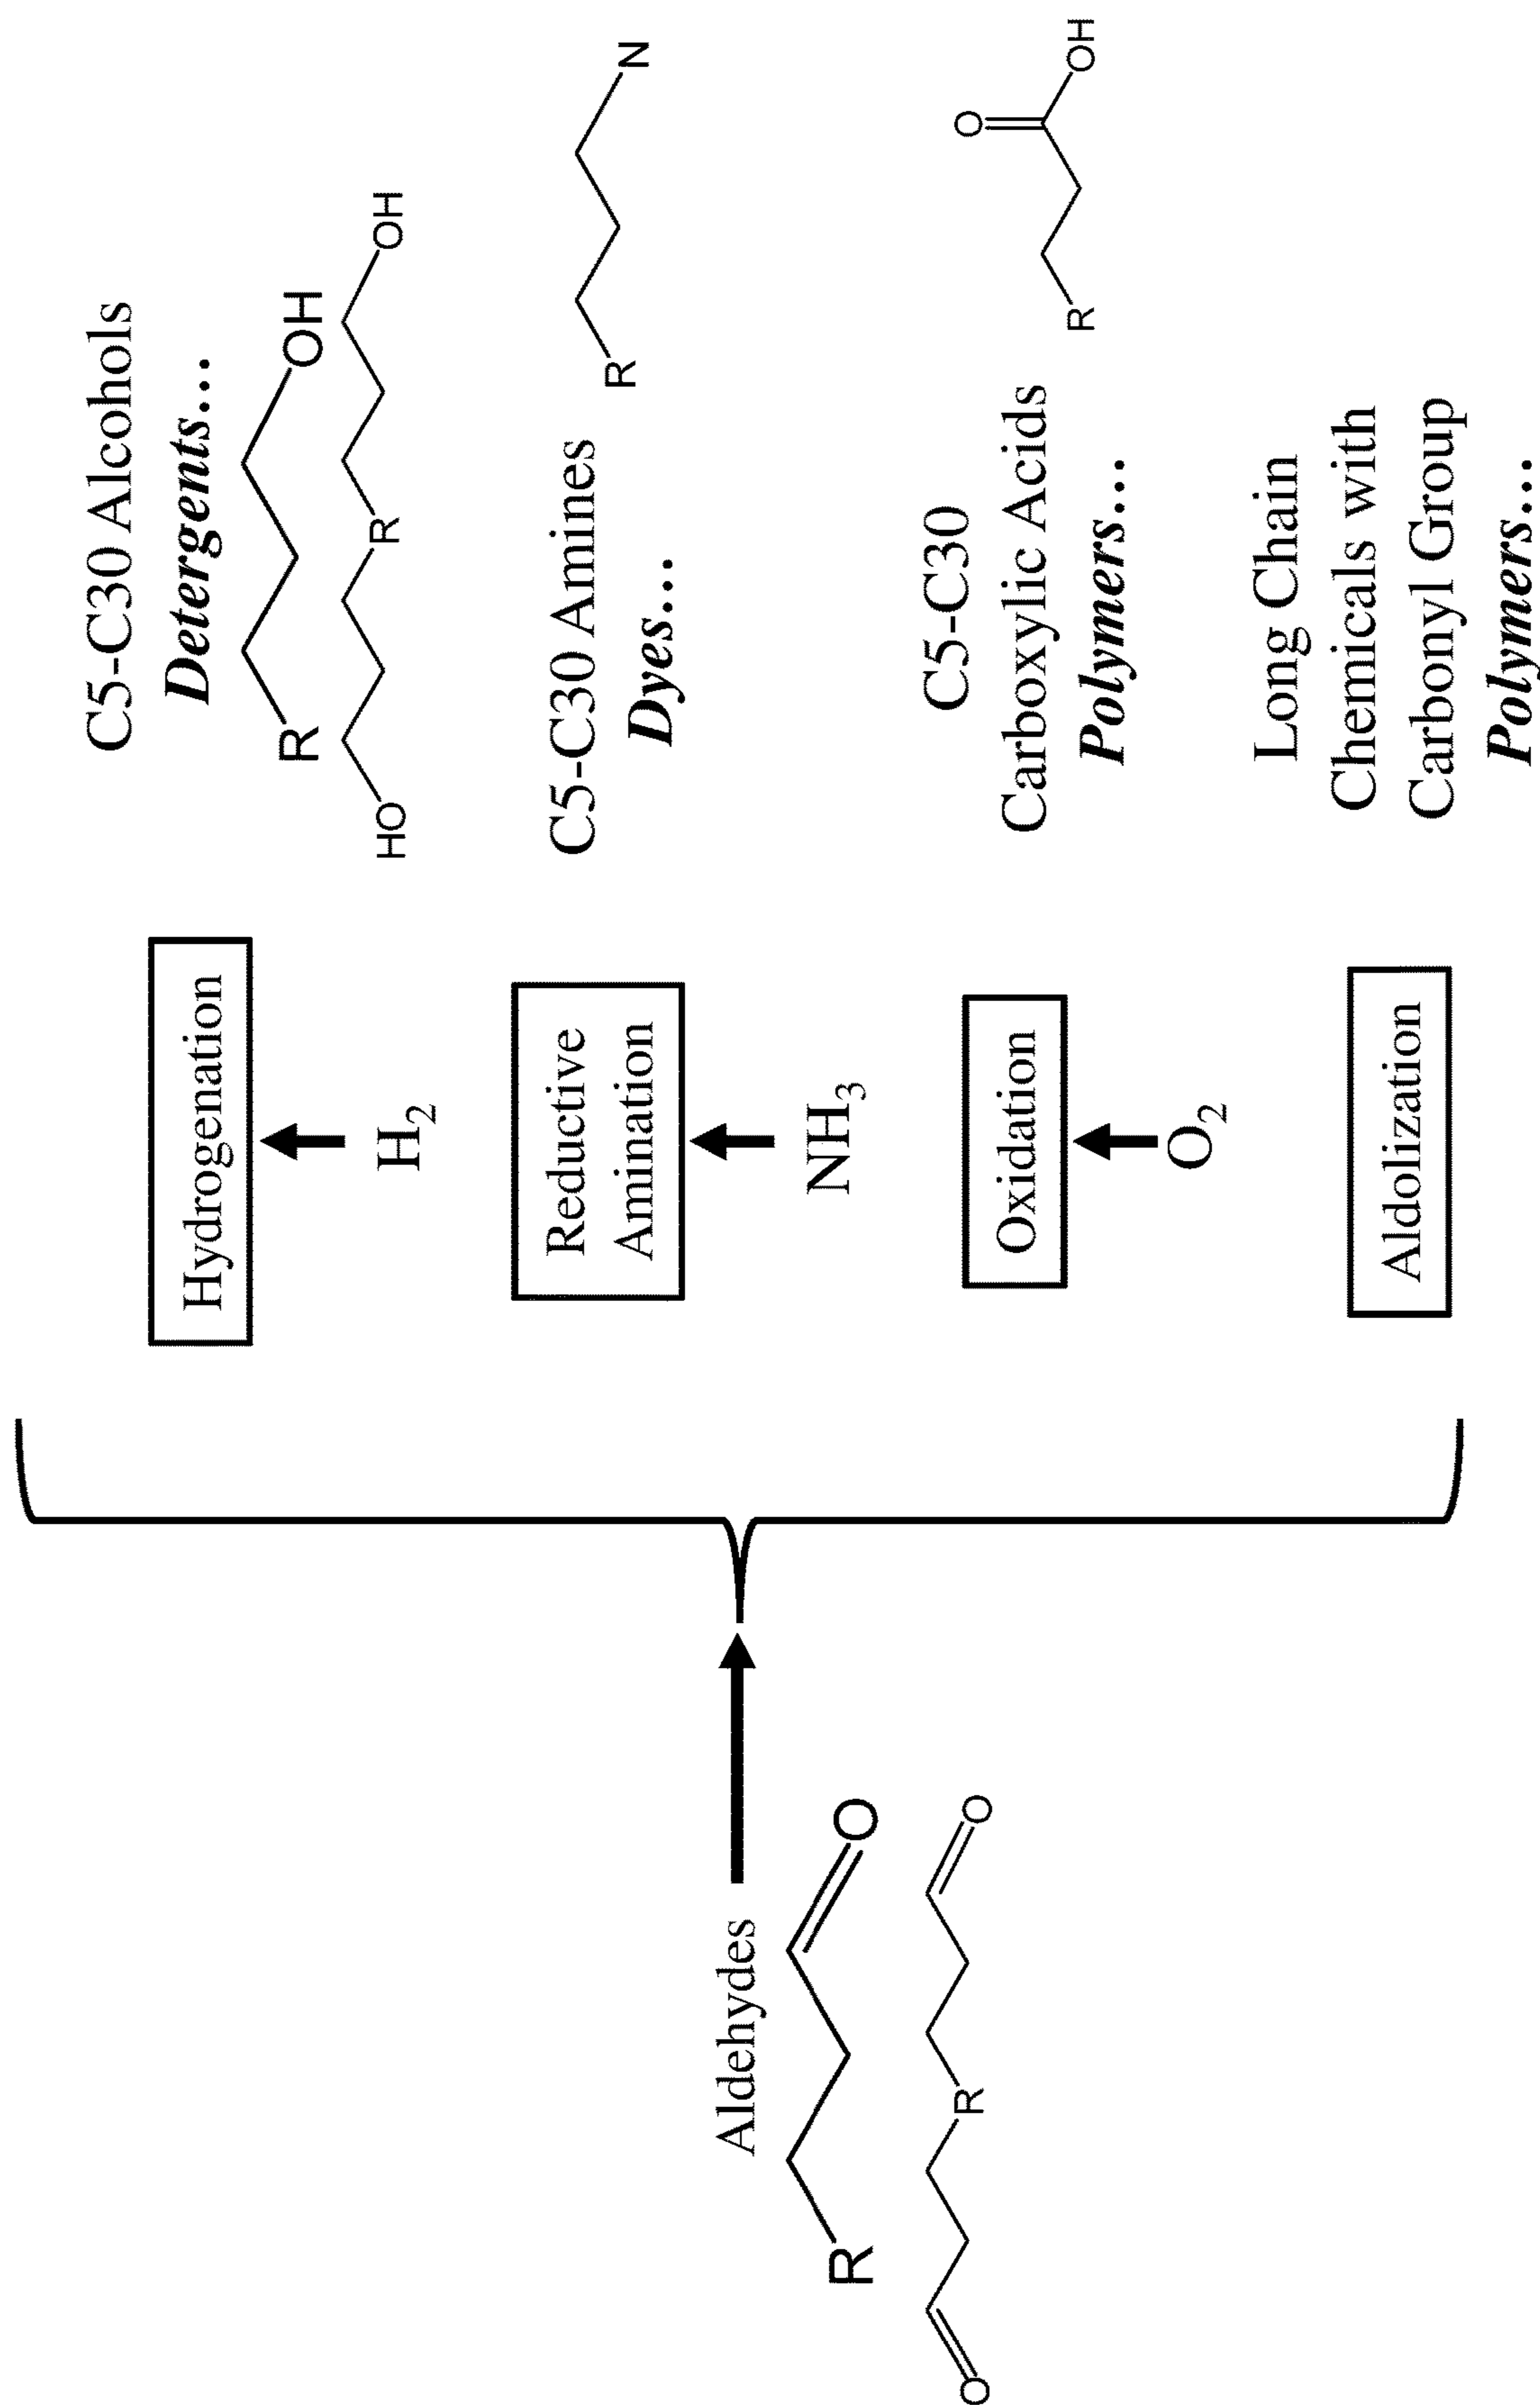 Aldehydes
R
O
O
R
O
Hydrogenation
H2
C5-C30 Alcohols
Detergents...
R
OH
HO
R
OH
Reductive
Amination
NH3
C5-C30 Amines
Dyes...
R
N
Oxidation
O2
C5-C30
Carboxylic Acids
Polymers...
R
O
OH
Aldolization
Long Chain
Chemicals with
Carbonyl Group
Polymers...